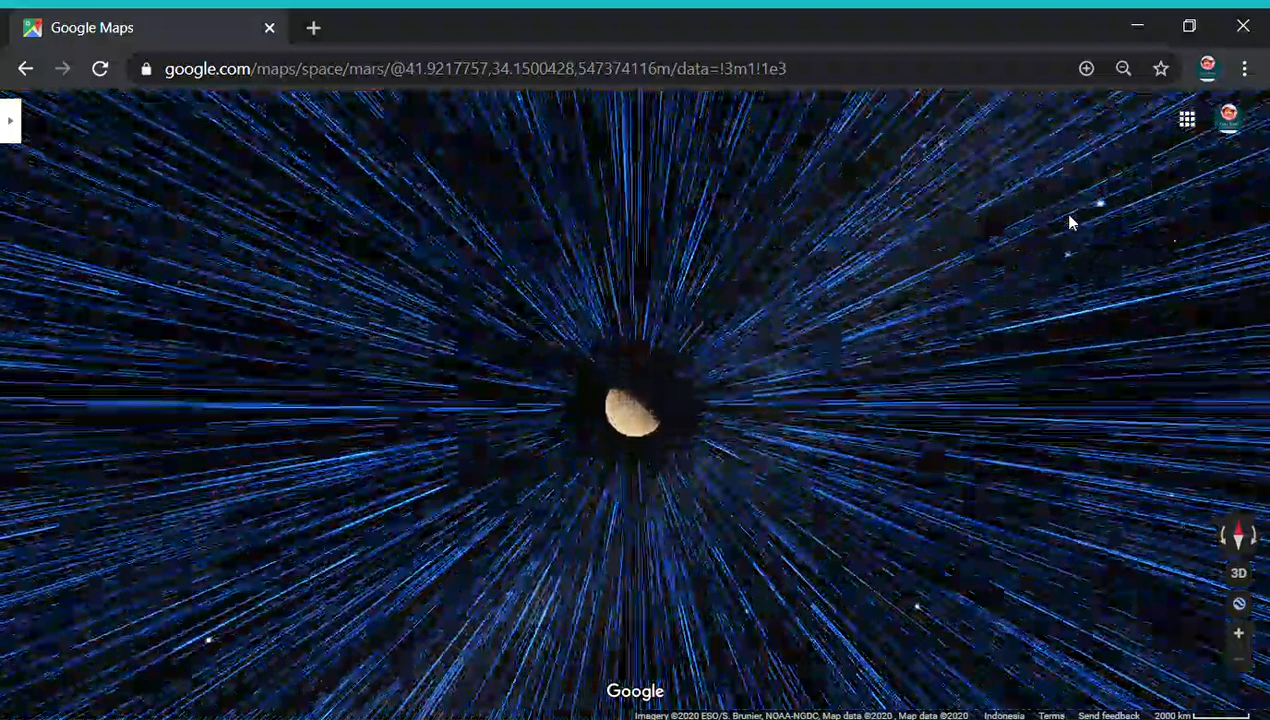 Google Maps
google.com/maps/space/mars/@41.9217757,34.1500428,547374116m/data=!3m1!1e3
3D
Google
Imagery ©2020 ESO/S. Brunier, NOAA-NGDC, Map data ©2020 , Map data ©2020 Indonesia Terms Send feedback 2000 km